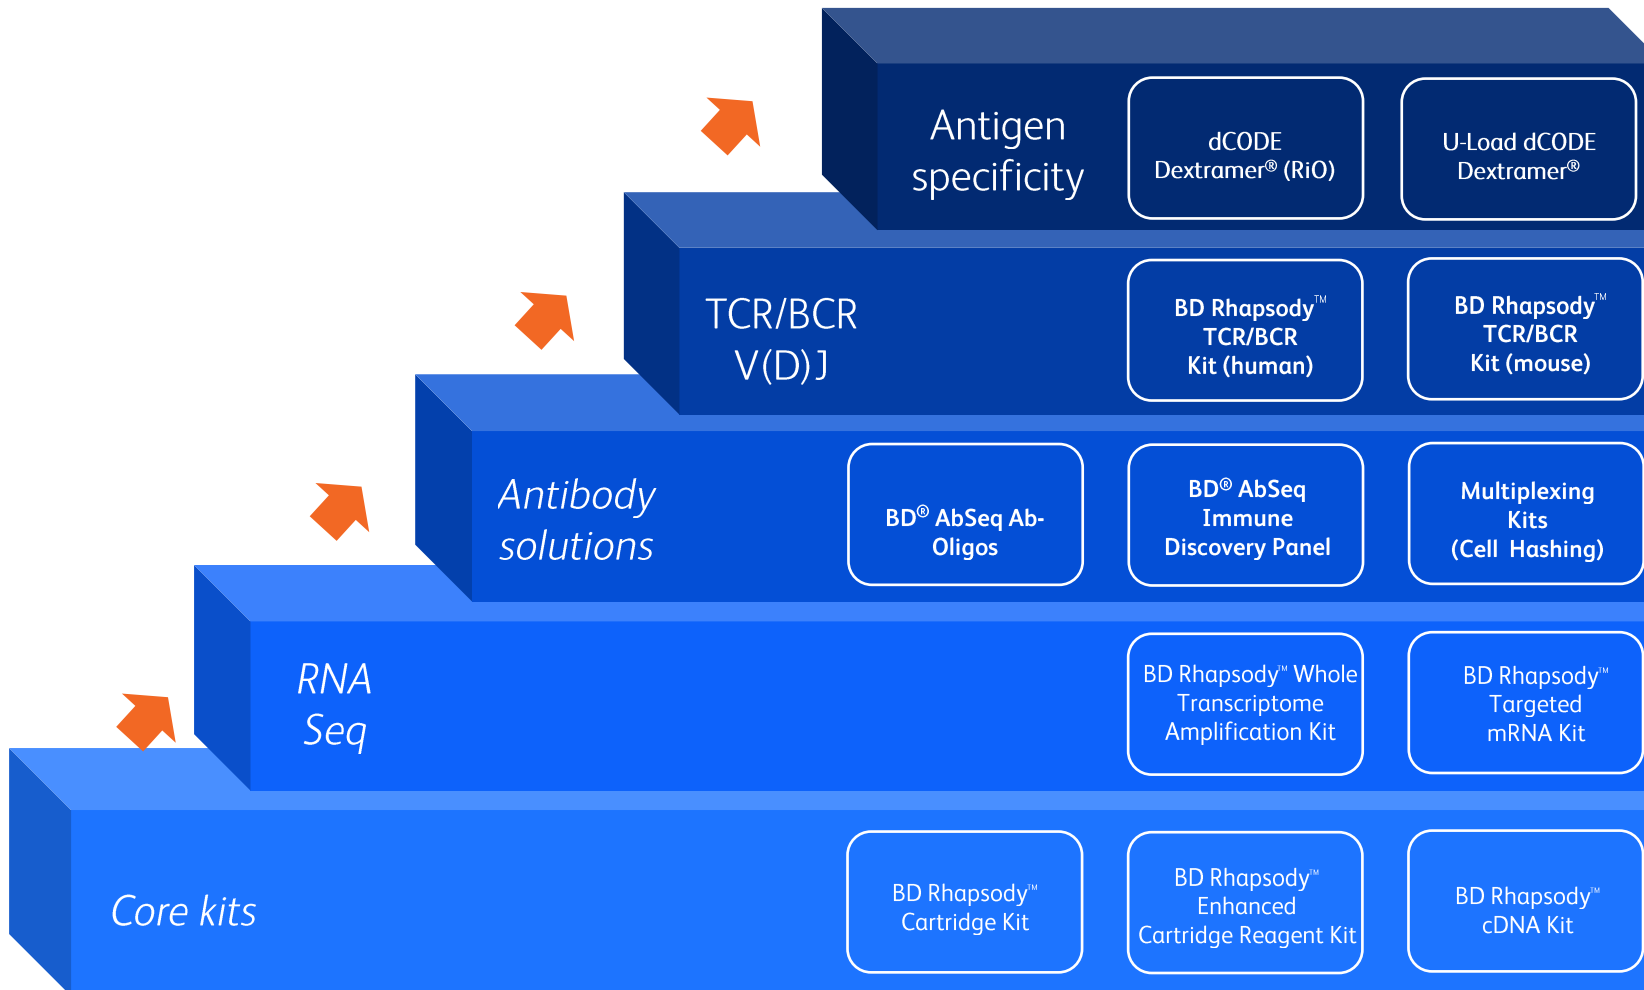 Antigen
specificity
dCODE
Dextramer® (RiO)
U-Load dCODE
Dextramer®
TCR/BCR
V(D)J
BD Rhapsody™
TCR/BCR
Kit (human)
BD Rhapsody™
TCR/BCR
Kit (mouse)
Antibody
solutions
BD® AbSeq Ab-
Oligos
BD® AbSeq
Immune
Discovery Panel
Multiplexing
Kits
(Cell Hashing)
RNA
Seq
BD Rhapsody™ Whole
Transcriptome
Amplification Kit
BD Rhapsody™
Targeted
mRNA Kit
Core kits
BD Rhapsody™
Cartridge Kit
BD Rhapsody™
Enhanced
Cartridge Reagent Kit
BD Rhapsody™
cDNA Kit